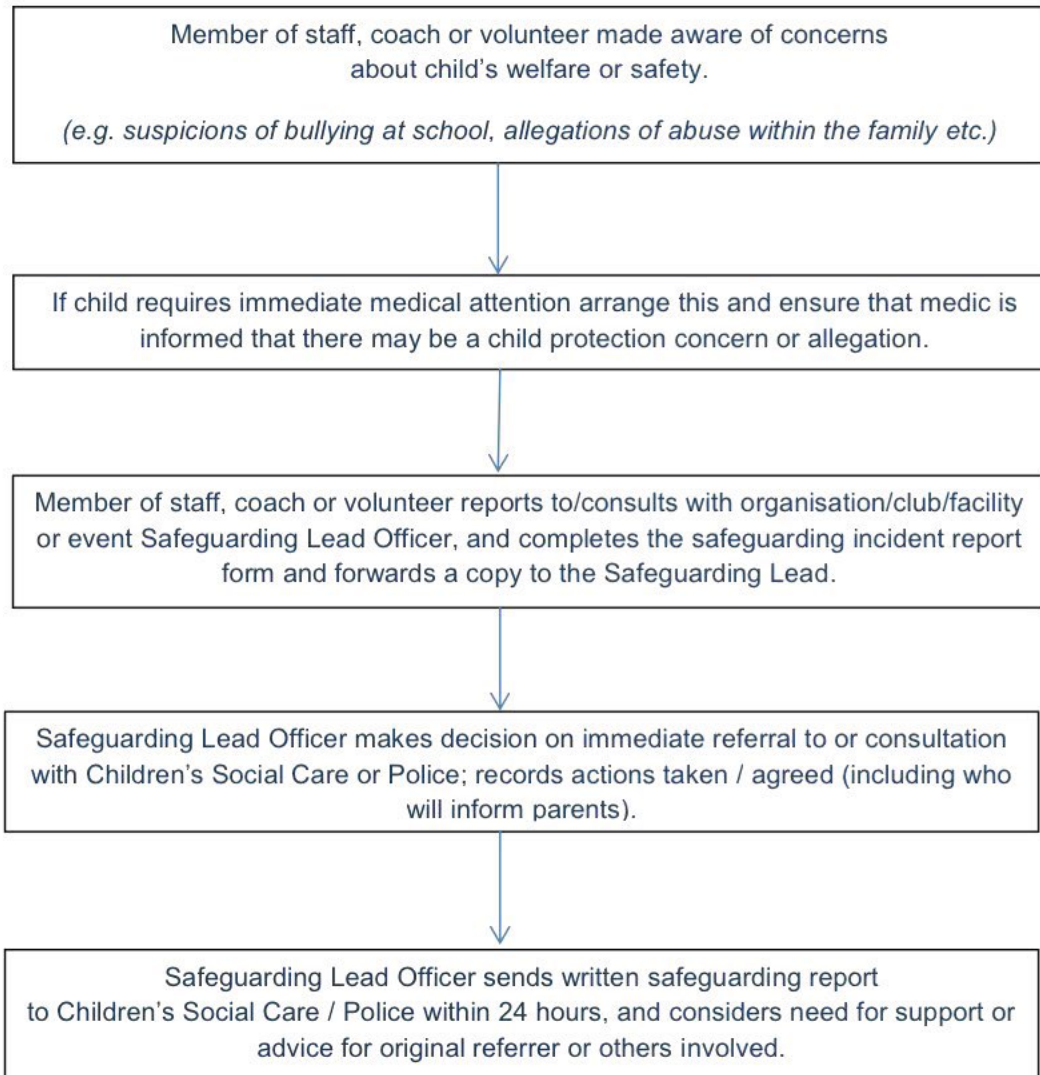 Member of staff, coach or volunteer made aware of concerns
about child's welfare or safety.
(e.g. suspicions of bullying at school, allegations of abuse within the family etc.)
If child requires immediate medical attention arrange this and ensure that medic is
informed that there may be a child protection concern or allegation.
Member of staff, coach or volunteer reports to/consults with organisation/club/facility
or event Safeguarding Lead Officer, and completes the safeguarding incident report
form and forwards a copy to the Safeguarding Lead.
Safeguarding Lead Officer makes decision on immediate referral to or consultation
with Children's Social Care or Police; records actions taken / agreed (including who
will inform parents).
Safeguarding Lead Officer sends written safeguarding report
to Children's Social Care / Police within 24 hours, and considers need for support or
advice for original referrer or others involved.